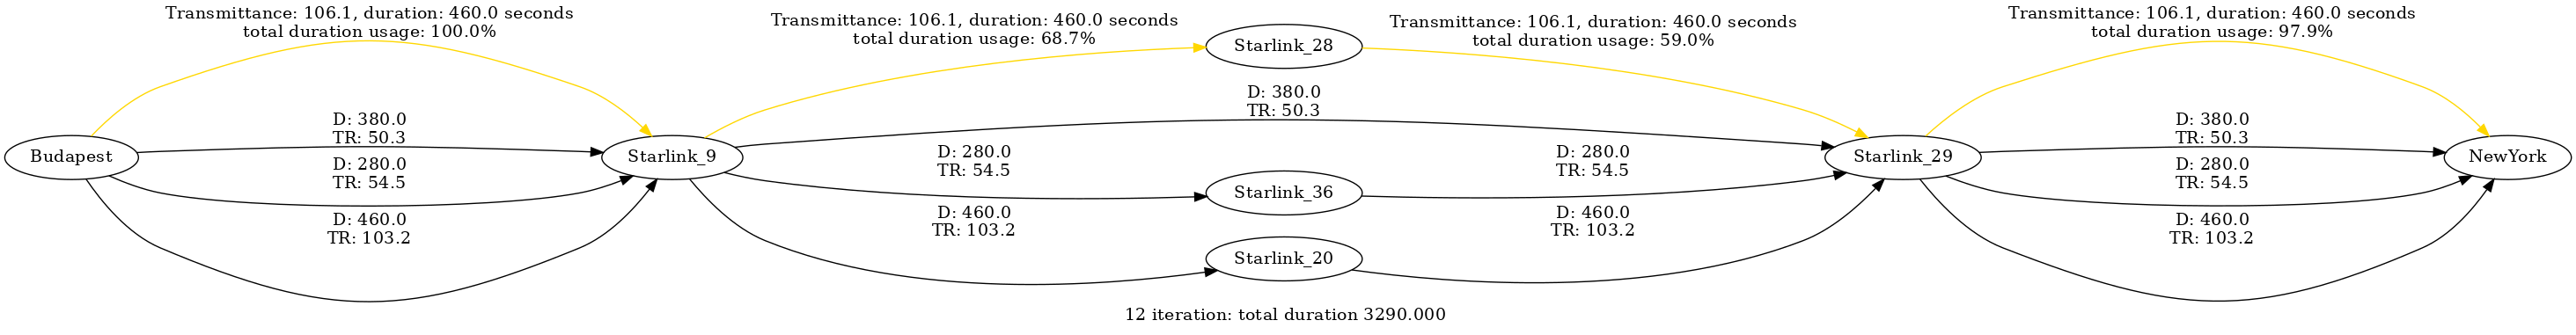 Transmittance: 106.1, duration: 460.0 seconds
total duration usage: 100.0%
Transmittance: 106.1, duration: 460.0 seconds
total duration usage: 68.7%
Transmittance: 106.1, duration: 460.0 seconds
total duration usage: 59.0%
Transmittance: 106.1, duration: 460.0 seconds
total duration usage: 97.9%
Starlink_28
D: 380.0
TR: 50.3
D: 380.0
TR: 50.3
D: 380.0
TR: 50.3
Budapest
Starlink_9
Starlink_29
NewYork
D: 280.0
TR: 54.5
D: 280.0
TR: 54.5
D: 280.0
TR: 54.5
D: 280.0
TR: 54.5
Starlink_36
D: 460.0
TR: 103.2
D: 460.0
TR: 103.2
D: 460.0
TR: 103.2
D: 460.0
TR: 103.2
Starlink_20
12 iteration: total duration 3290.000